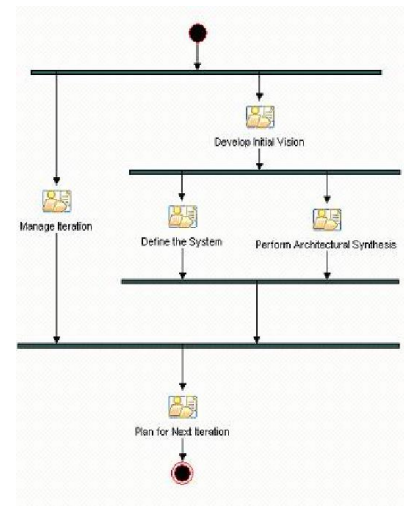 Develop Initial Vision
Manage Iteration
Define the System
Perform Architectural Synthesis
Plan for Next Iteration